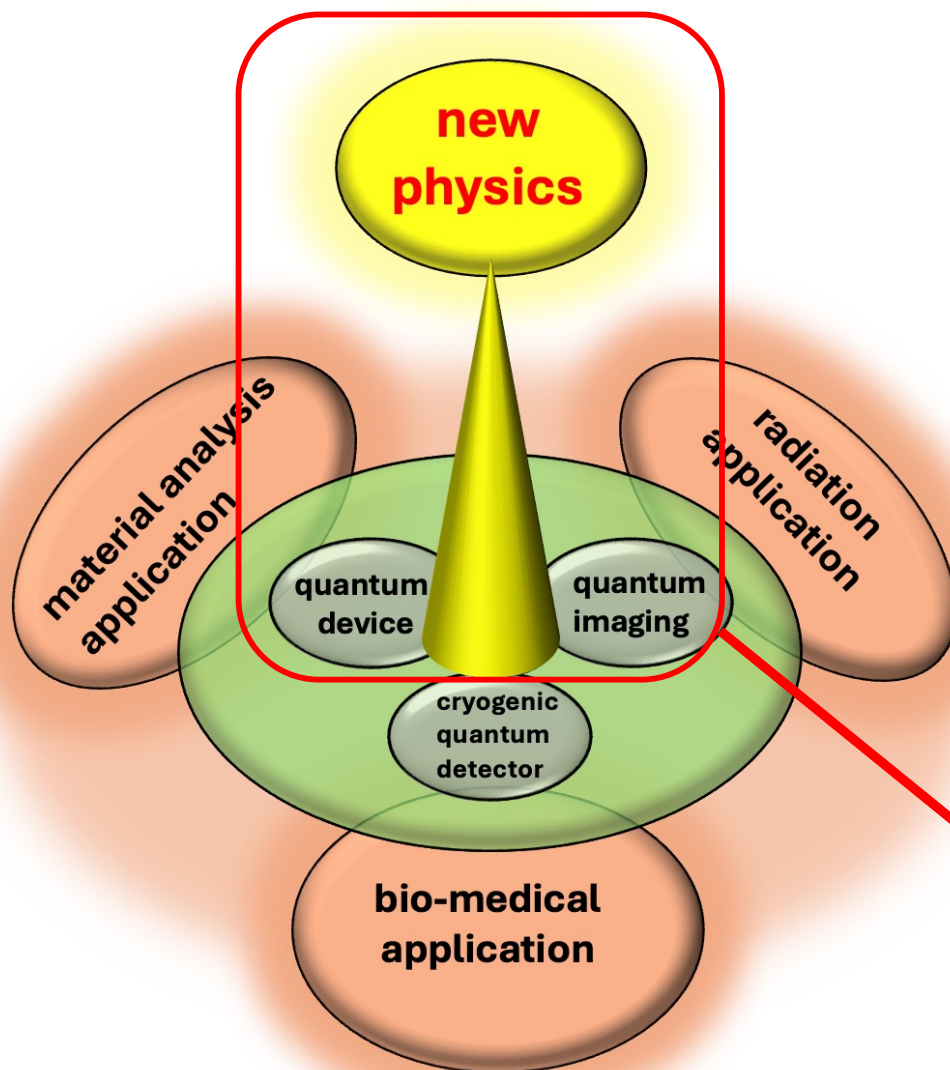 new
physics
material analysis
application
radiation
application
quantum
device
quantum
imaging
cryogenic
quantum
detector
bio-medical
application